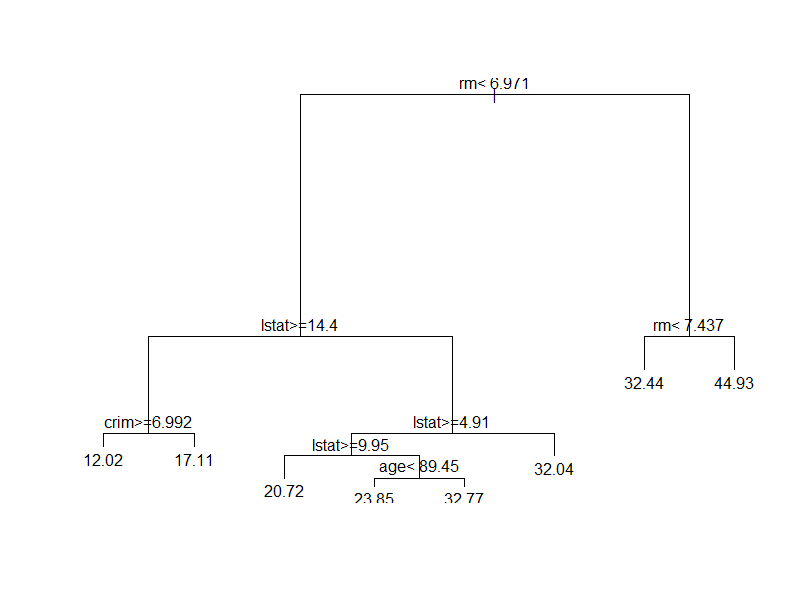 rm< 6.971
lstat>=14.4
rm< 7.437
32.44
44.93
crim>=6.992
lstat>=4.91
12.02
17.11
lstat>=9.95
32.04
age< 89.45
20.72
23.85
32.77